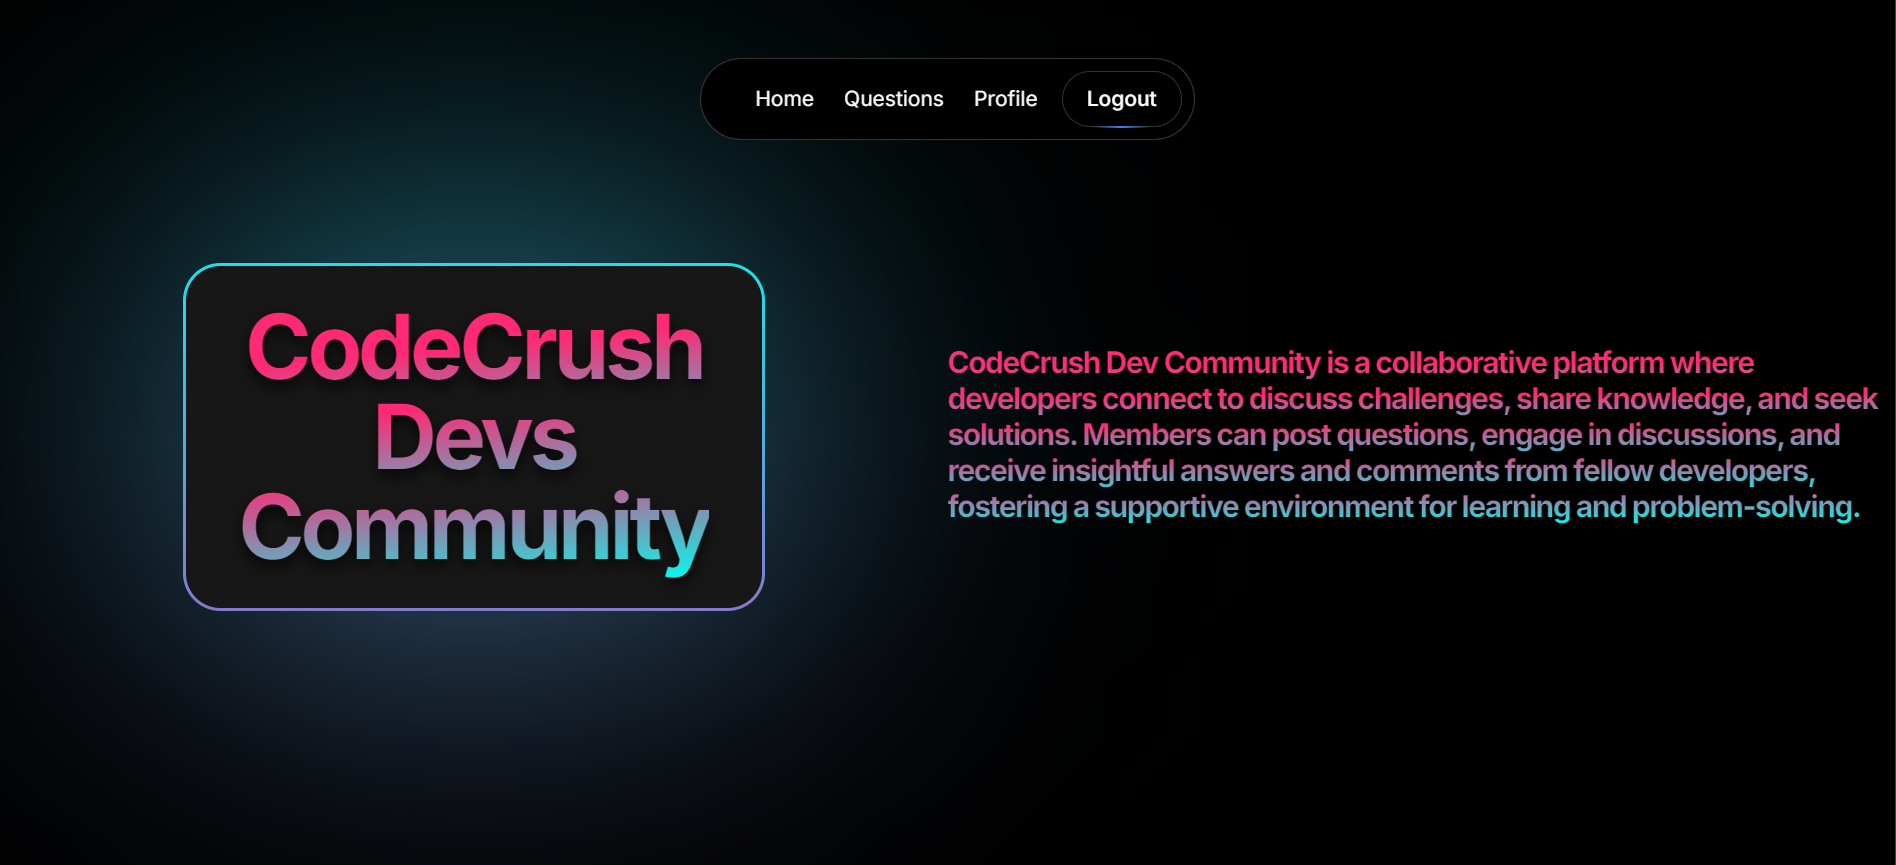 Home Questions Profile Logout
CodeCrush
Devs
Community
CodeCrush Dev Community is a collaborative platform where
developers connect to discuss challenges, share knowledge, and seek
solutions. Members can post questions, engage in discussions, and
receive insightful answers and comments from fellow developers,
fostering a supportive environment for learning and problem-solving.